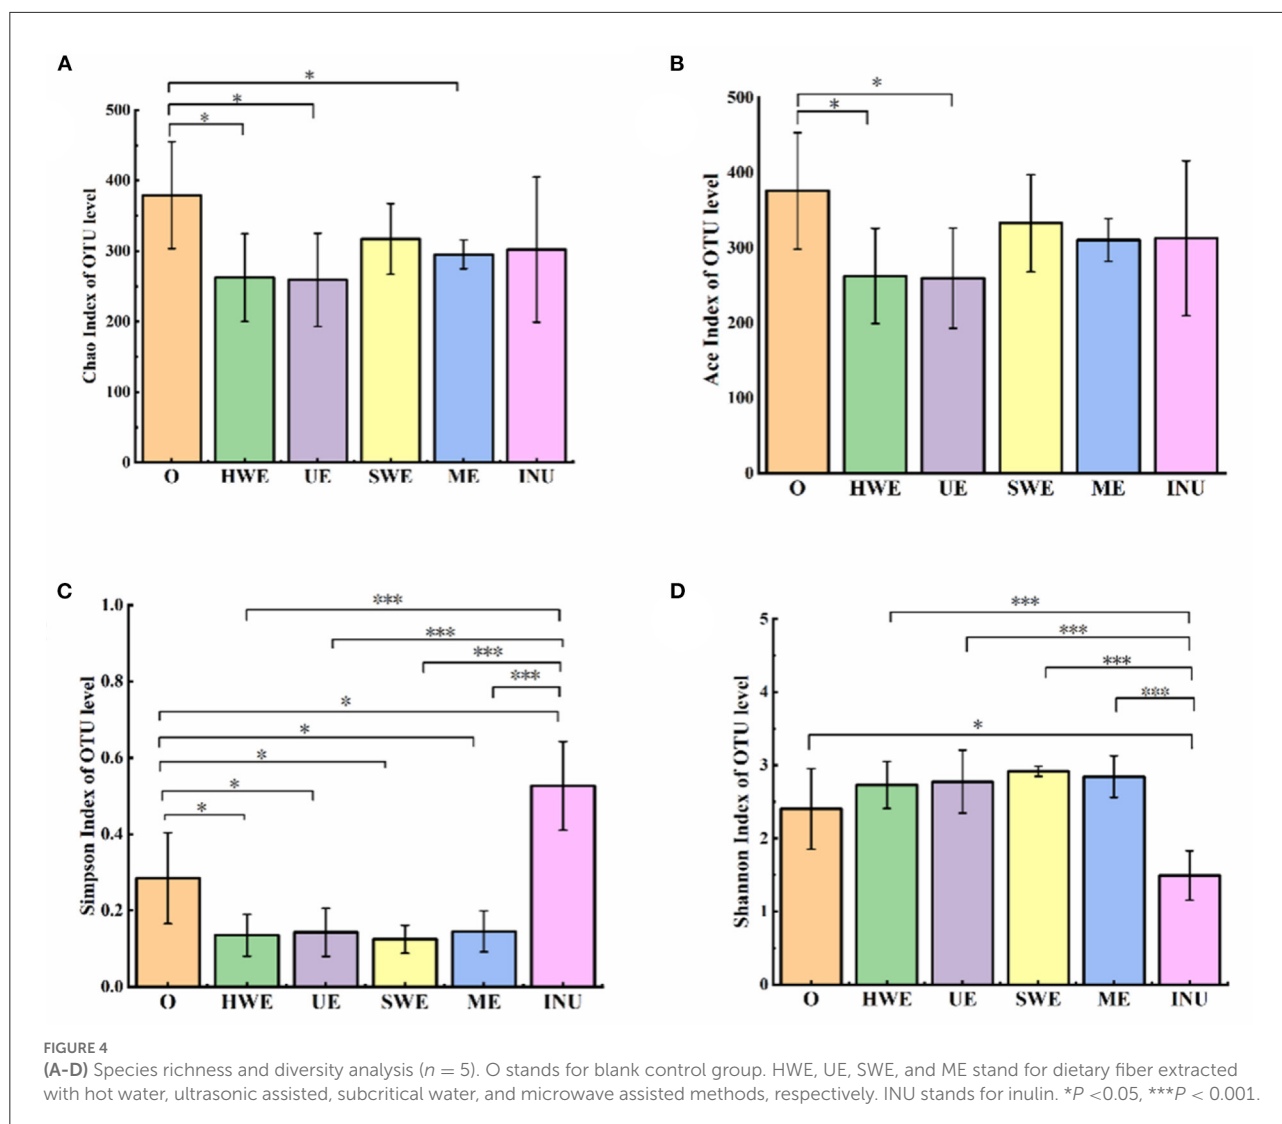 A
*
*
*
500
400
300
200
100
0
Chao Index of OTU level
O HWE UE SWE ME INU
B
*
*
500
400
300
200
100
0
Ace Index of OTU level
O HWE UE SWE ME INU
C
1.0
0.8
0.6
0.4
0.2
0.0
Simpson Index of OTU level
***
***
***
***
*
*
*
*
*
O HWE UE SWE ME INU
D
5
4
3
2
1
0
Shannon Index of OTU level
***
***
***
***
*
O HWE UE SWE ME INU
FIGURE 4
(A-D) Species richness and diversity analysis (n = 5). O stands for blank control group. HWE, UE, SWE, and ME stand for dietary fiber extracted
with hot water, ultrasonic assisted, subcritical water, and microwave assisted methods, respectively. INU stands for inulin. *P <0.05, ***P < 0.001.